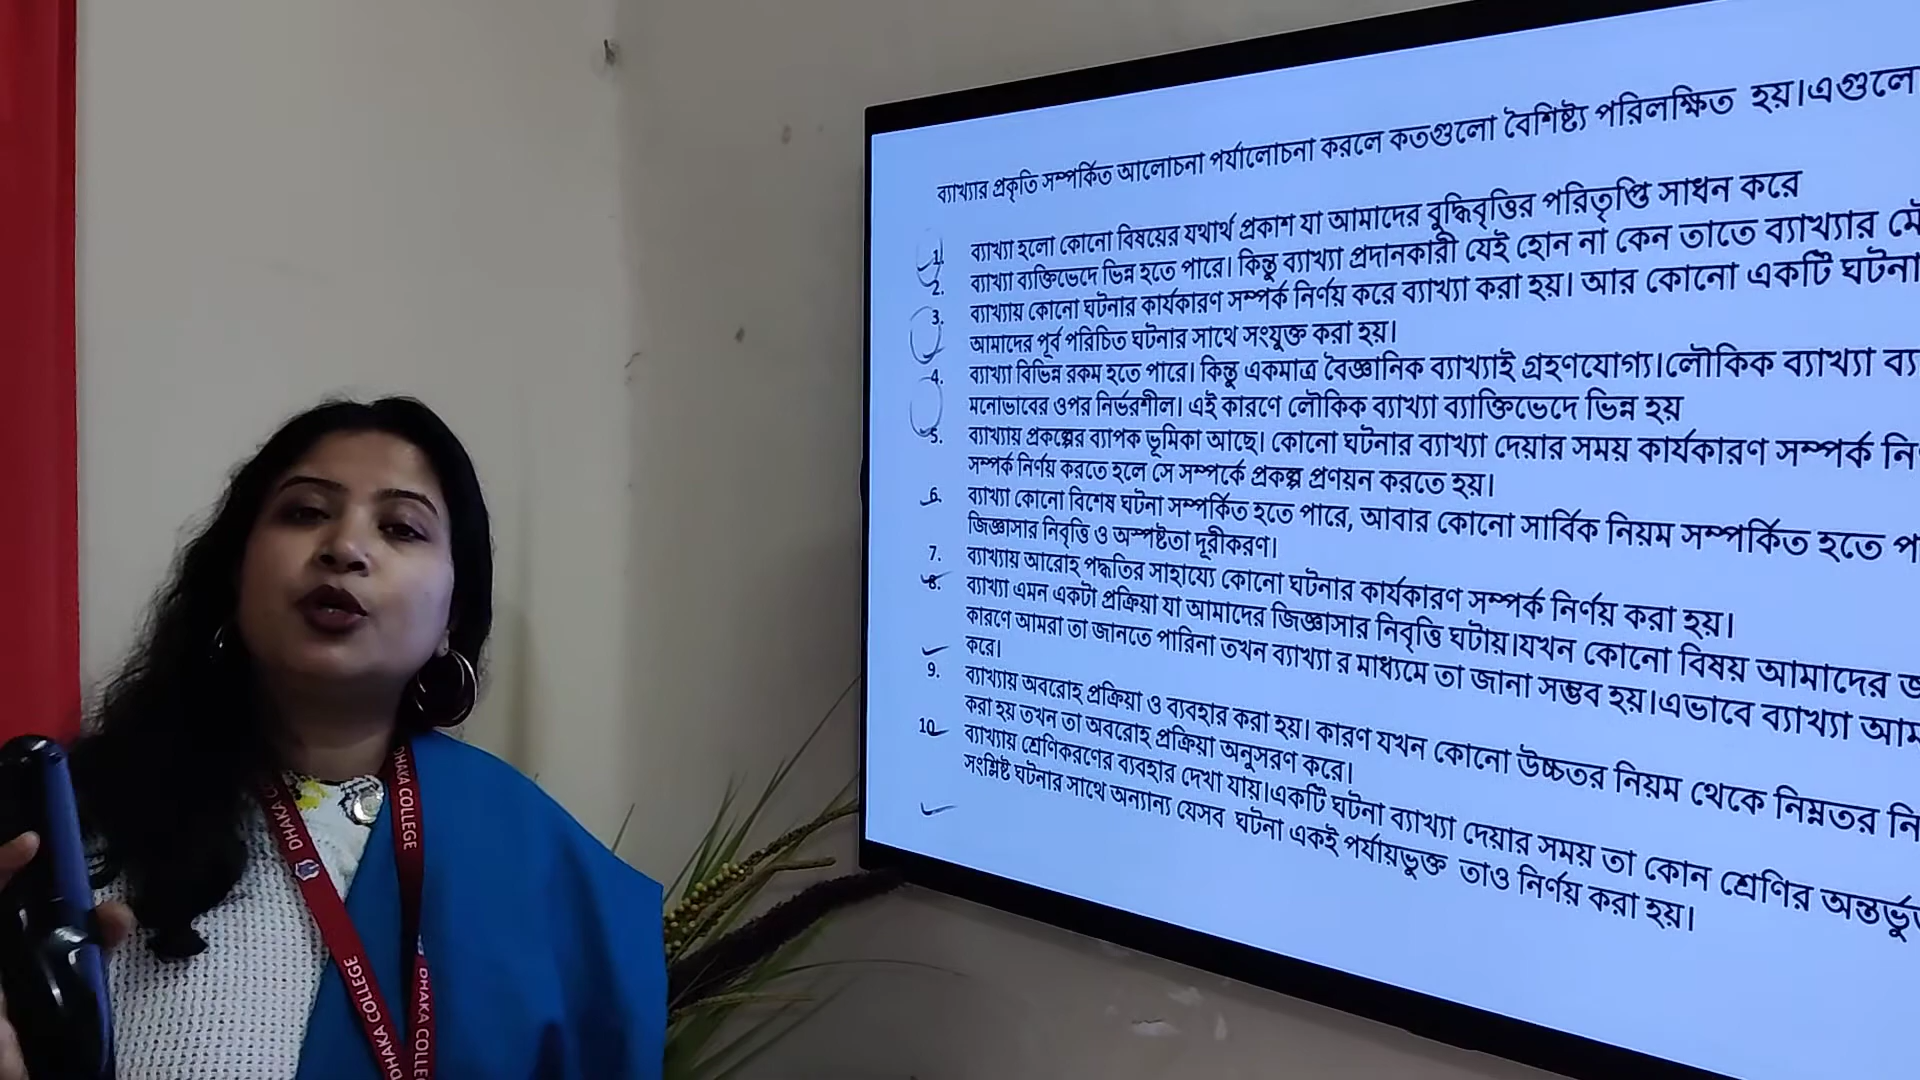 ব্যাখ্যার প্রকৃতি সম্পর্কিত আলোচনা পর্যালোচনা করলে কতগুলো বৈশিষ্ট্য পরিলক্ষিত হয়।এগুলো
1. ব্যাখ্যা হলো কোনো বিষয়ের যথার্থ প্রকাশ যা আমাদের বুদ্ধিবৃত্তির পরিতৃপ্তি সাধন করে
2. ব্যাখ্যা ব্যক্তিভেদে ভিন্ন হতে পারে। কিন্তু ব্যাখ্যা প্রদানকারী যেই হোন না কেন তাতে ব্যাখ্যার
3. ব্যাখ্যায় কোনো ঘটনার কার্যকারণ সম্পর্ক নির্ণয় করে ব্যাখ্যা করা হয়। আর কোনো একটি ঘটনা
আমাদের পূর্ব পরিচিত ঘটনার সাথে সংযুক্ত করা হয়।
4. ব্যাখ্যা বিভিন্ন রকম হতে পারে। কিন্তু একমাত্র বৈজ্ঞানিক ব্যাখ্যাই গ্রহণযোগ্য।লৌকিক ব্যাখ্যা
মনোভাবের ওপর নির্ভরশীল। এই কারণে লৌকিক ব্যাখ্যা ব্যাক্তিভেদে ভিন্ন হয়
5. ব্যাখ্যায় প্রকল্পের ব্যাপক ভূমিকা আছে। কোনো ঘটনার ব্যাখ্যা দেয়ার সময় কার্যকারণ সম্পর্ক
সম্পর্ক নির্ণয় করতে হলে সে সম্পর্কে প্রকল্প প্রণয়ন করতে হয়।
6. ব্যাখ্যা কোনো বিশেষ ঘটনা সম্পর্কিত হতে পারে, আবার কোনো সার্বিক নিয়ম সম্পর্কিত হতে
জিজ্ঞাসার নিবৃত্তি ও অস্পষ্টতা দূরীকরণ।
7. ব্যাখ্যায় আরোহ পদ্ধতির সাহায্যে কোনো ঘটনার কার্যকারণ সম্পর্ক নির্ণয় করা হয়।
8. ব্যাখ্যা এমন একটা প্রক্রিয়া যা আমাদের জিজ্ঞাসার নিবৃত্তি ঘটায়।যখন কোনো বিষয় আমাদের
কারণে আমরা তা জানতে পারিনা তখন ব্যাখ্যা র মাধ্যমে তা জানা সম্ভব হয়।এভাবে ব্যাখ্যা
করে।
9. ব্যাখ্যায় অবরোহ প্রক্রিয়া ও ব্যবহার করা হয়। কারণ যখন কোনো উচ্চতর নিয়ম থেকে নিম্নতর
করা হয় তখন তা অবরোহ প্রক্রিয়া অনুসরণ করে।
10 ব্যাখ্যায় শ্রেণিকরণের ব্যবহার দেখা যায়।একটি ঘটনা ব্যাখ্যা দেয়ার সময় তা কোন শ্রেণির
সংশ্লিষ্ট ঘটনার সাথে অন্যান্য যেসব ঘটনা একই পর্যায়ভুক্ত তাও নির্ণয় করা হয়।
DHAKA COLLEGE
DHAKA
DHAKA COLLEGE
DHAKA COLLEGE